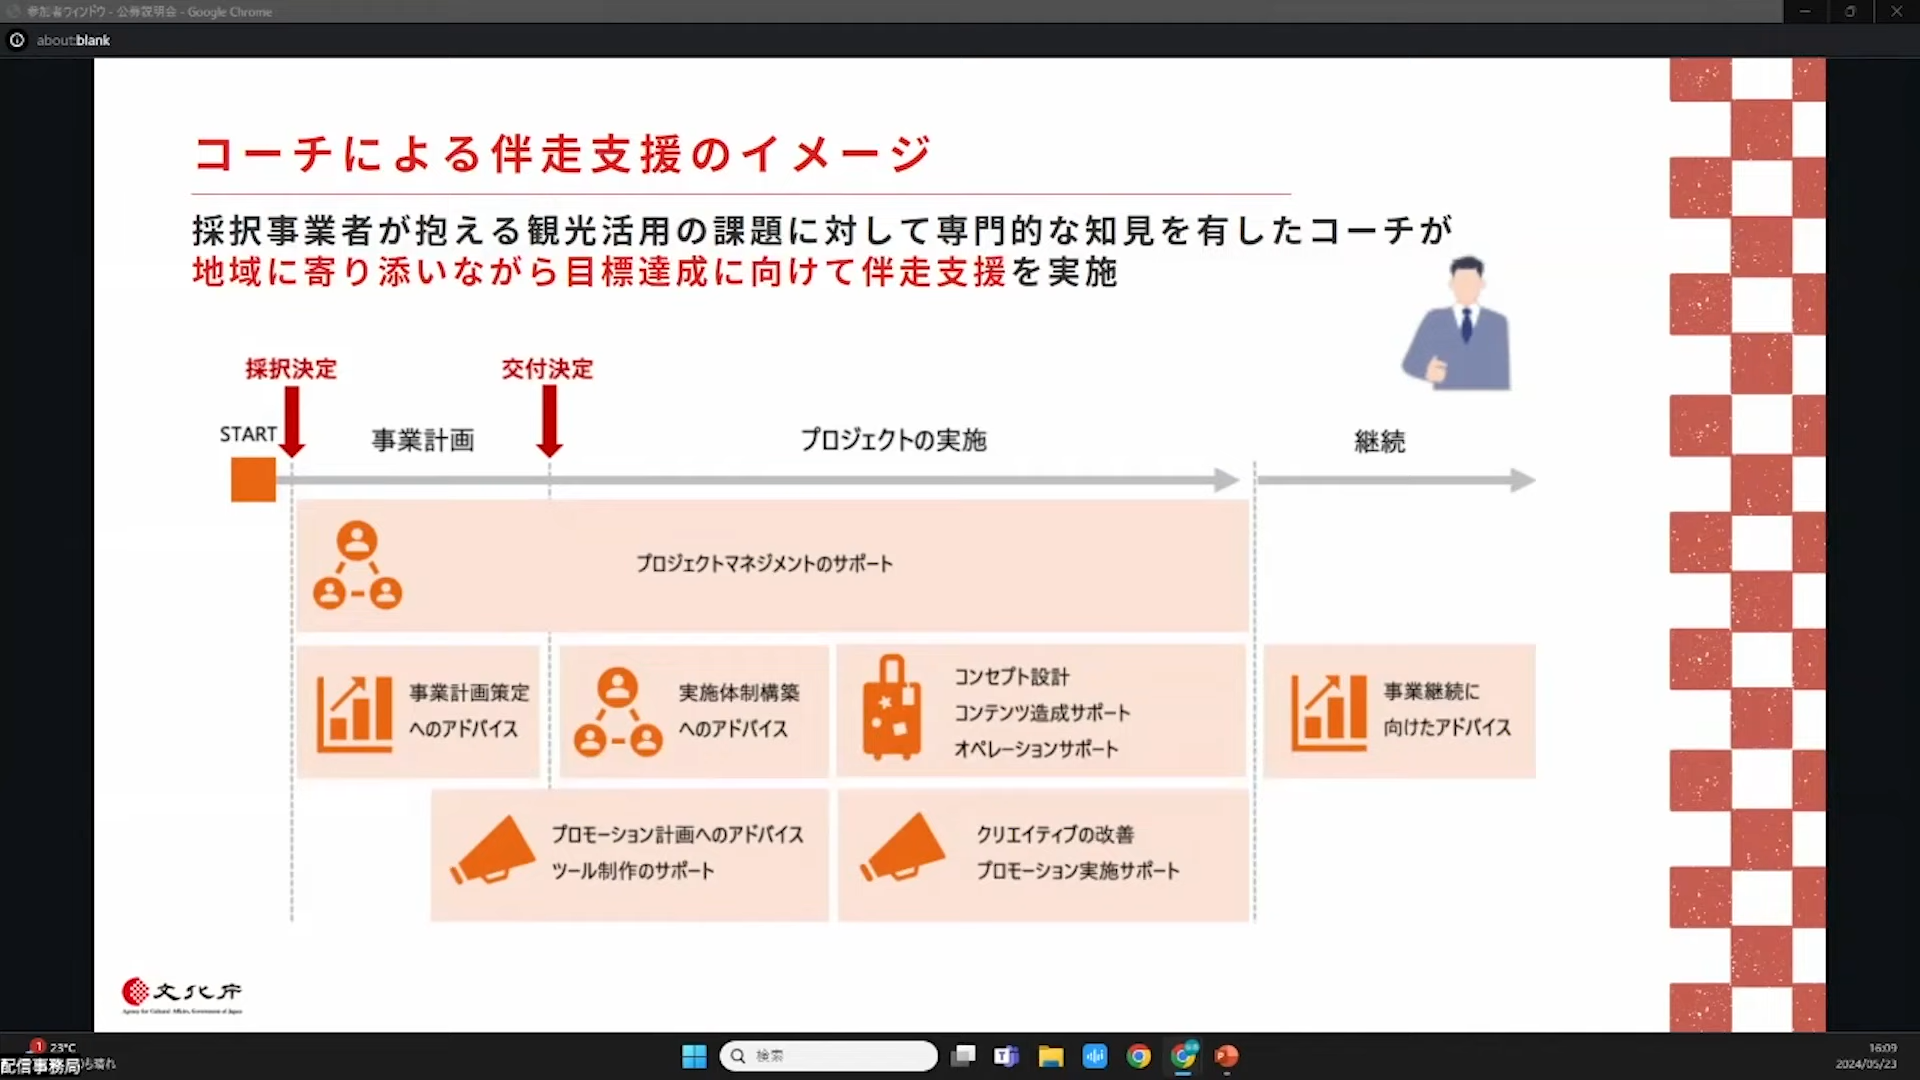 参加者ウィンドウ - 公募説明会 - Google Chrome
about:blank
コーチによる伴走支援のイメージ
採択事業者が抱える観光活用の課題に対して専門的な知見を有したコーチが
地域に寄り添いながら目標達成に向けて伴走支援を実施
採択決定
交付決定
START
事業計画
プロジェクトの実施
継続
プロジェクトマネジメントのサポート
事業計画策定
へのアドバイス
実施体制構築
へのアドバイス
コンセプト設計
コンテンツ造成サポート
オペレーションサポート
事業継続に
向けたアドバイス
プロモーション計画へのアドバイス
ツール制作のサポート
クリエイティブの改善
プロモーション実施サポート
文化庁
Agency for Cultural Affairs, Government of Japan
1
23°C
配信事務局
晴れ
検索
16:09
2024/05/23